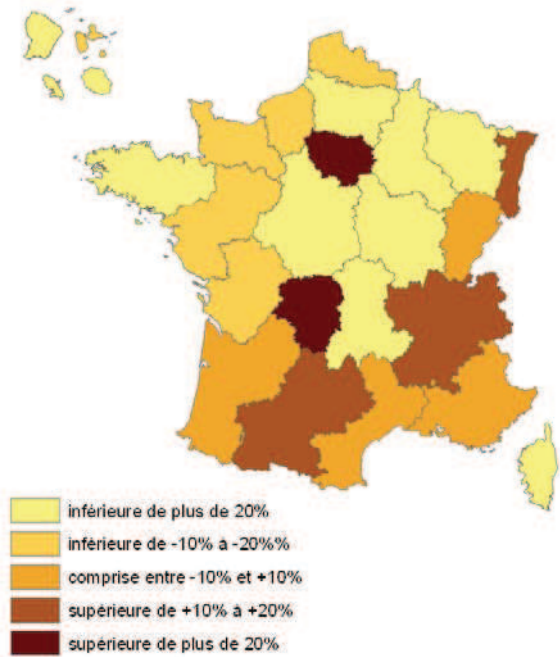 inférieure de plus de 20%
inférieure de -10% à -20%%
comprise entre -10% et +10%
supérieure de +10% à +20%
supérieure de plus de 20%